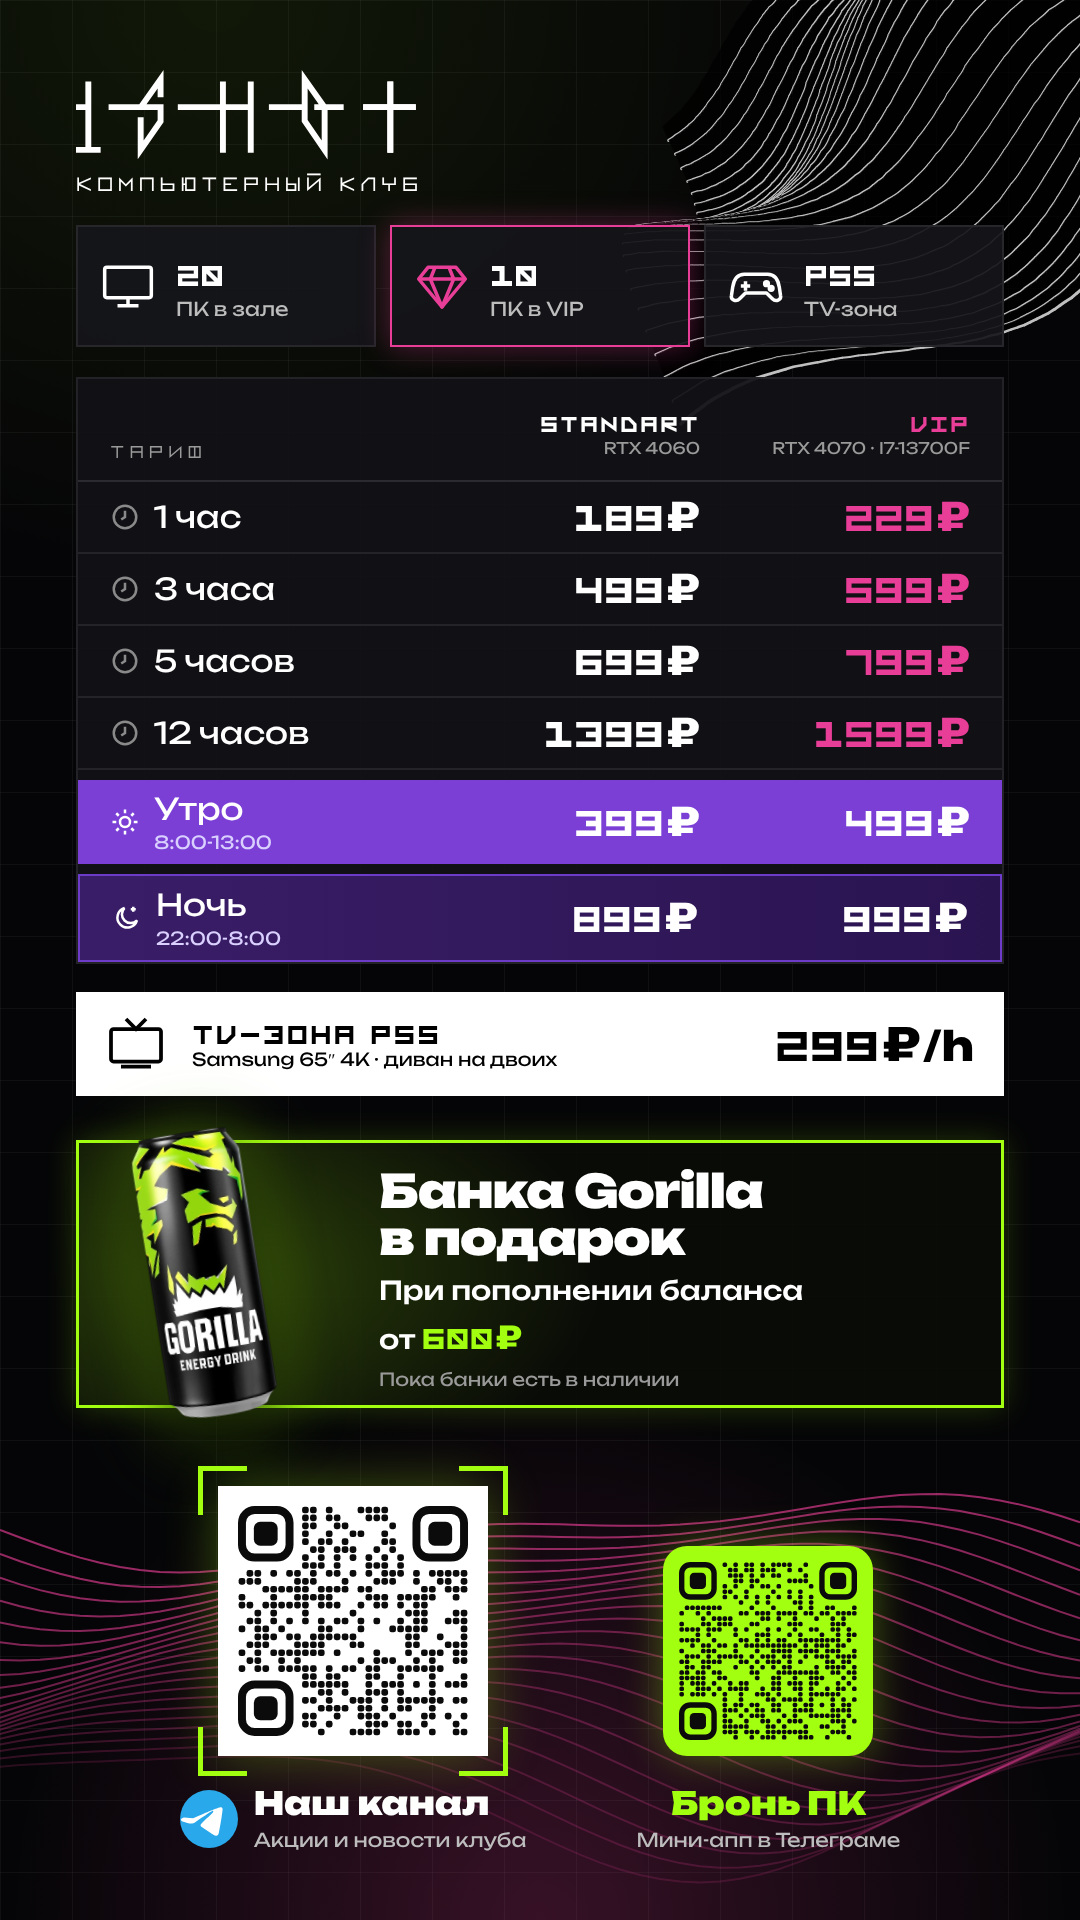 1SHOT
КОМПЬЮТЕРНЫЙ КЛУБ
20
ПК в зале
10
ПК в VIP
PS5
TV-зона
ТАРИФ
STANDART
RTX 4060
VIP
RTX 4070 · I7-13700F
1 час 189₽ 229₽
3 часа 499₽ 599₽
5 часов 699₽ 799₽
12 часов 1399₽ 1599₽
Утро 399₽ 499₽
8:00-13:00
Ночь 899₽ 999₽
22:00-8:00
TV-ЗОНА PS5
Samsung 65″ 4K · диван на двоих
299₽/h
GORILLA
ENERGY DRINK
Банка Gorilla
в подарок
При пополнении баланса
от 600₽
Пока банки есть в наличии
Наш канал
Акции и новости клуба
Бронь ПК
Мини-апп в Телеграме